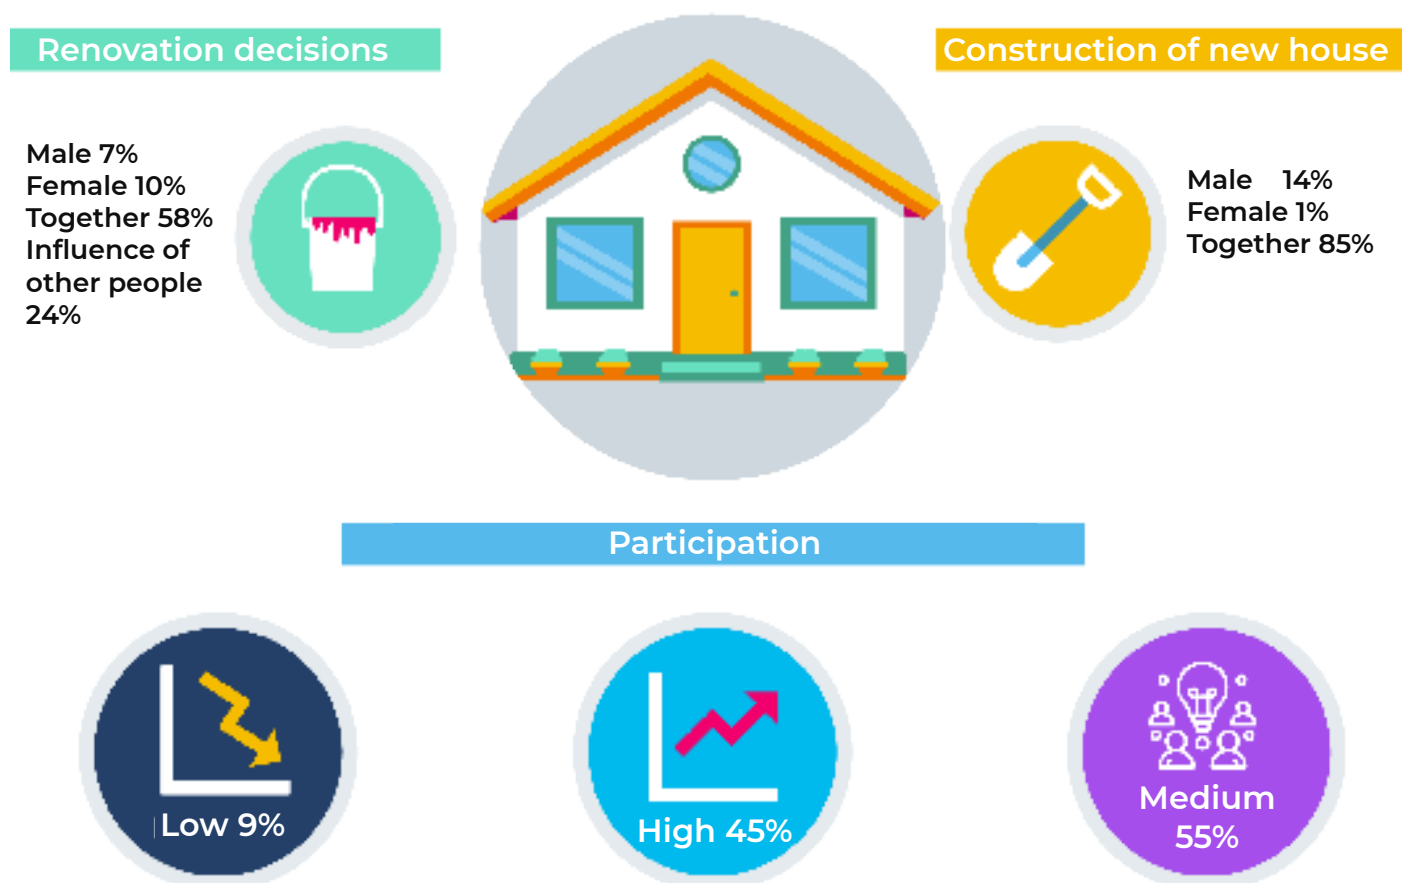 Renovation decisions
Construction of new house
Male 7%
Female 10%
Together 58%
Influence of
other people
24%
Male 14%
Female 1%
Together 85%
Participation
Low 9%
High 45%
Medium
55%